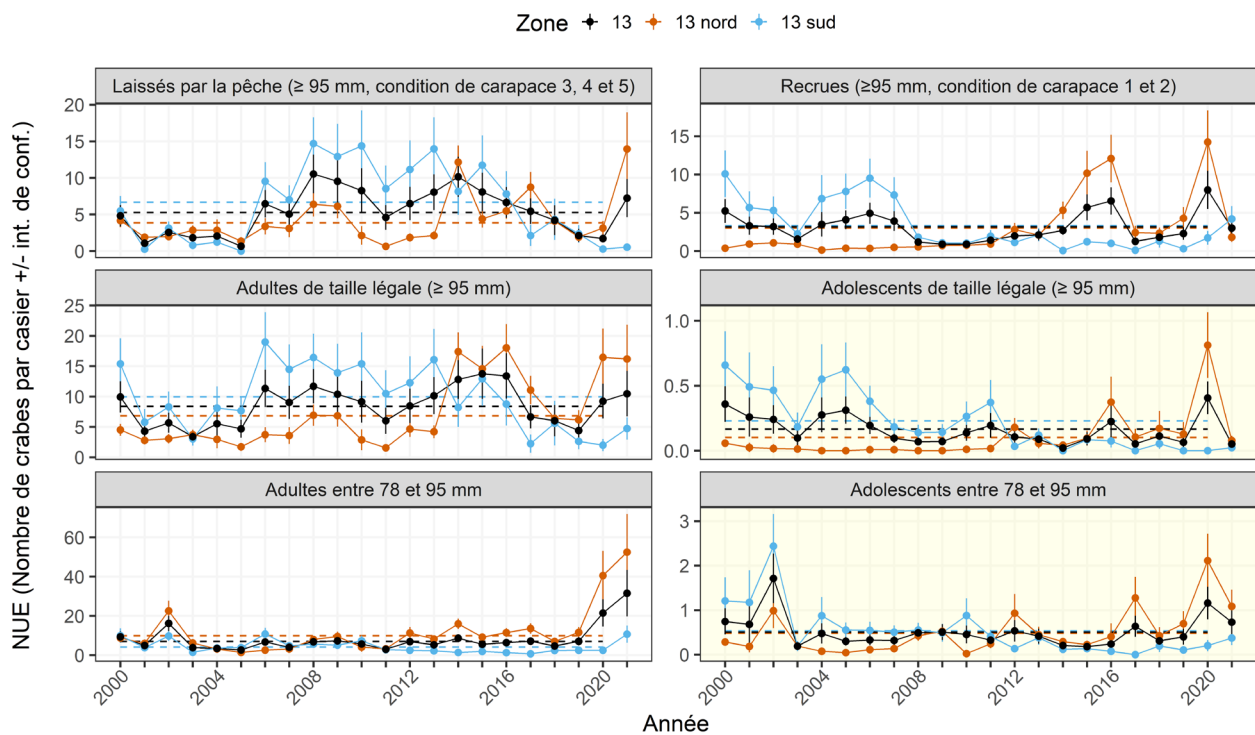 Zone 13 13 nord 13 sud
NUE (Nombre de crabes par casier +/- int. de conf.)
Laissés par la pêche (≥ 95 mm, condition de carapace 3, 4 et 5)
20
15
10
5
0
Recrues (≥95 mm, condition de carapace 1 et 2)
15
10
5
0
Adultes de taille légale (≥ 95 mm)
25
20
15
10
5
0
Adolescents de taille légale (≥ 95 mm)
1.0
0.5
0.0
Adultes entre 78 et 95 mm
60
40
20
0
Adolescents entre 78 et 95 mm
3
2
1
0
2000 2004 2008 2012 2016 2020
2000 2004 2008 2012 2016 2020
Année